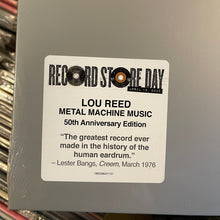 RECORD STORE DAY
LOU REED
METAL MACHINE MUSIC
50th Anniversary Edition
"The greatest record ever
made in the history of the
human eardrum."
– Lester Bangs, Creem, March 1976